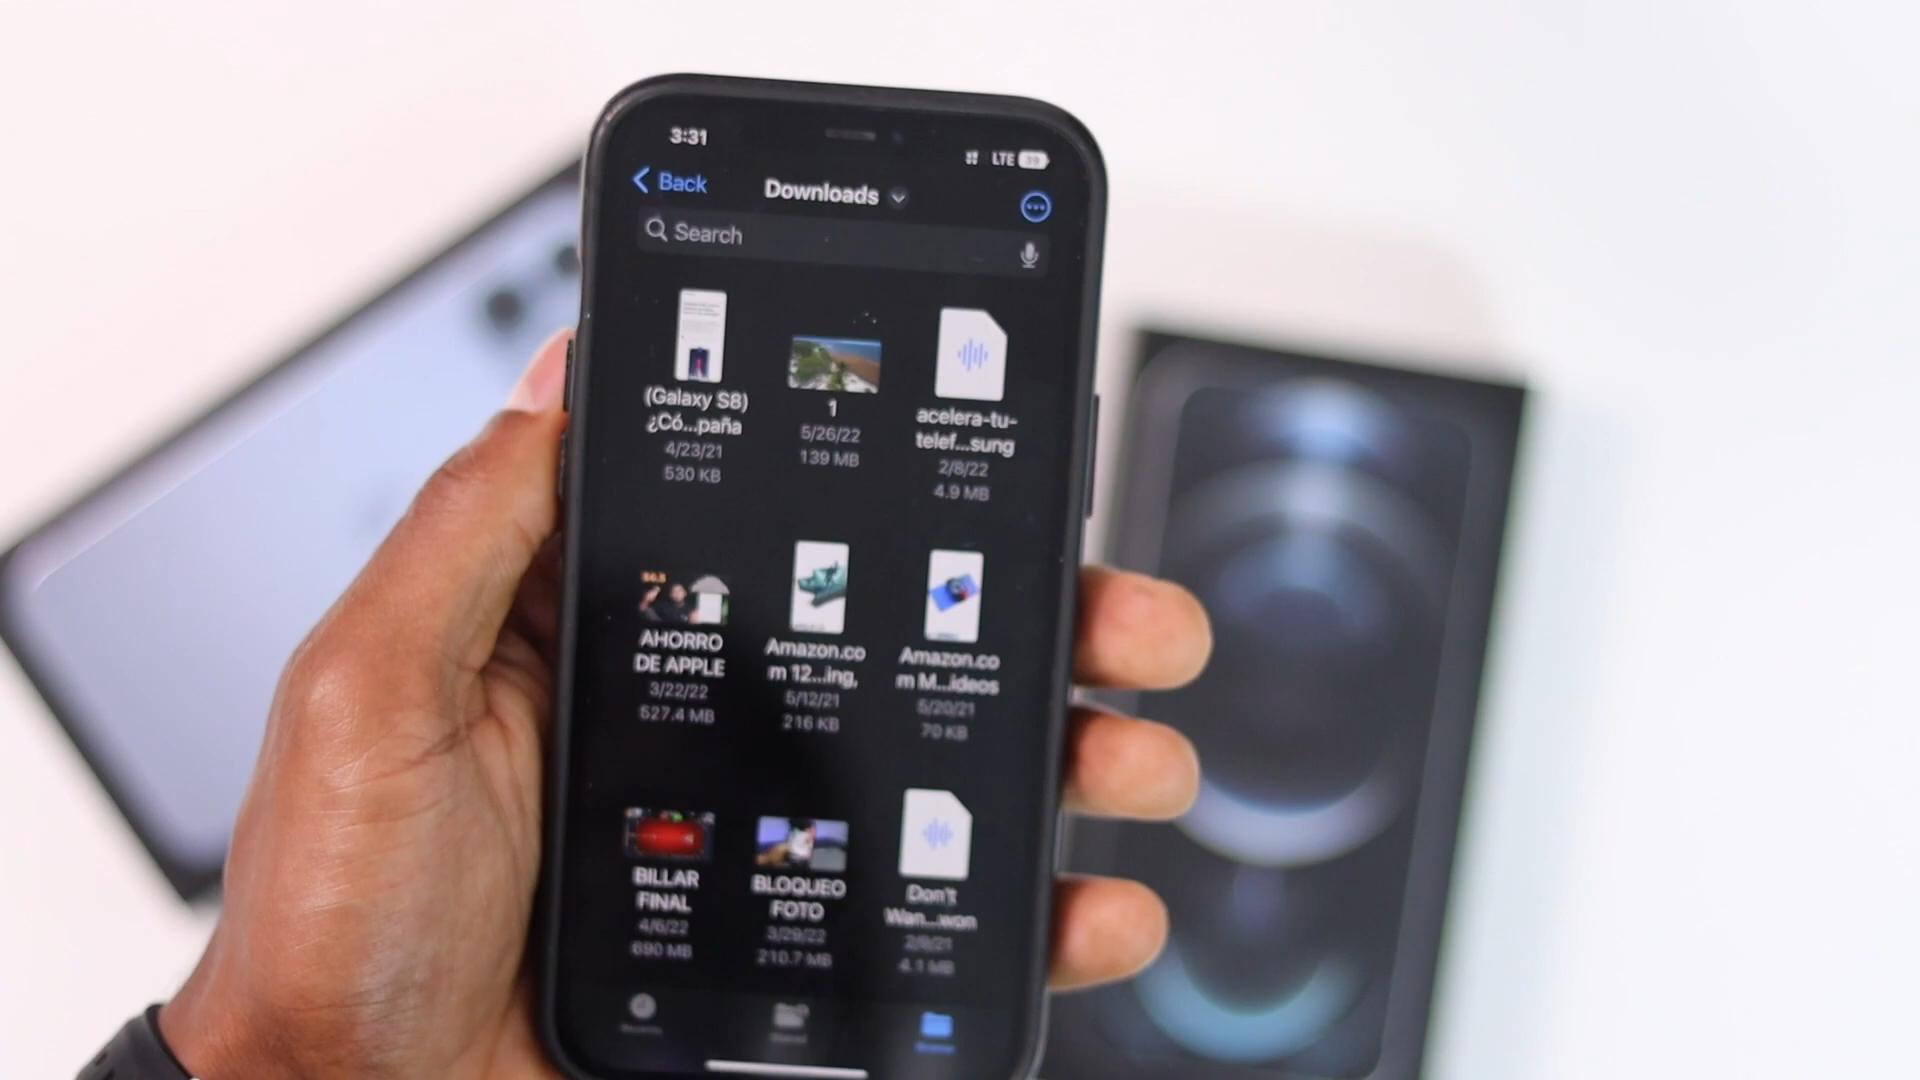 3:31
LTE 39
Back
Downloads
Search
(Galaxy S8)
¿Có...paña
4/23/21
530 KB
1
5/26/22
139 MB
acelera-tu-
telef...sung
2/8/22
4.9 MB
AHORRO
DE APPLE
3/22/22
527.4 MB
Amazon.co
m 12...ing,
5/12/21
216 KB
Amazon.co
m M...ideos
5/20/21
70 KB
BILLAR
FINAL
4/6/22
690 MB
BLOQUEO
FOTO
3/29/22
210.7 MB
Don't
Wan...won
2/8/21
4.1 MB